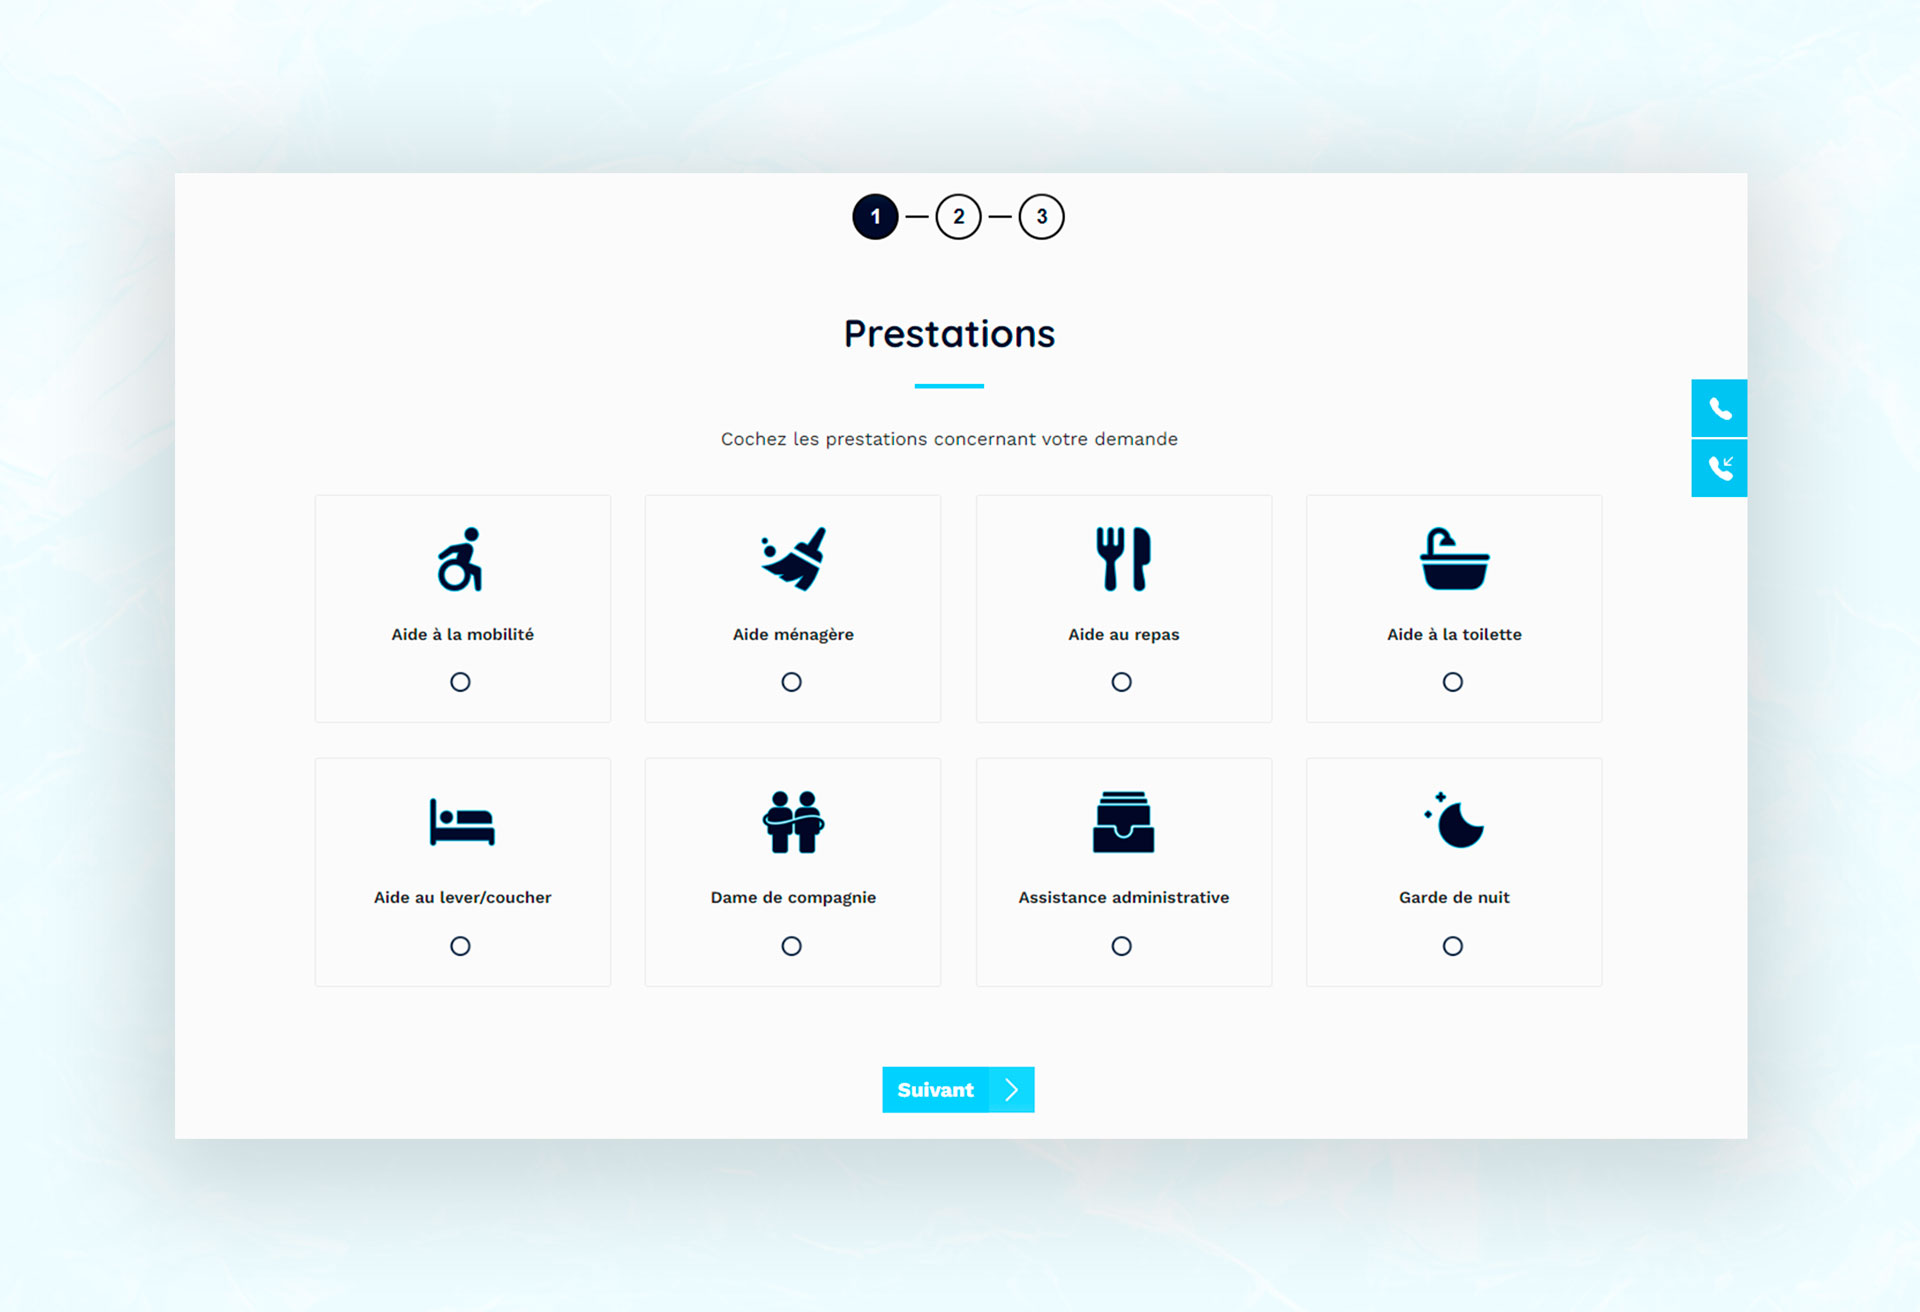 1 2 3
Prestations
Cochez les prestations concernant votre demande
Aide à la mobilité
Aide ménagère
Aide au repas
Aide à la toilette
Aide au lever/coucher
Dame de compagnie
Assistance administrative
Garde de nuit
Suivant